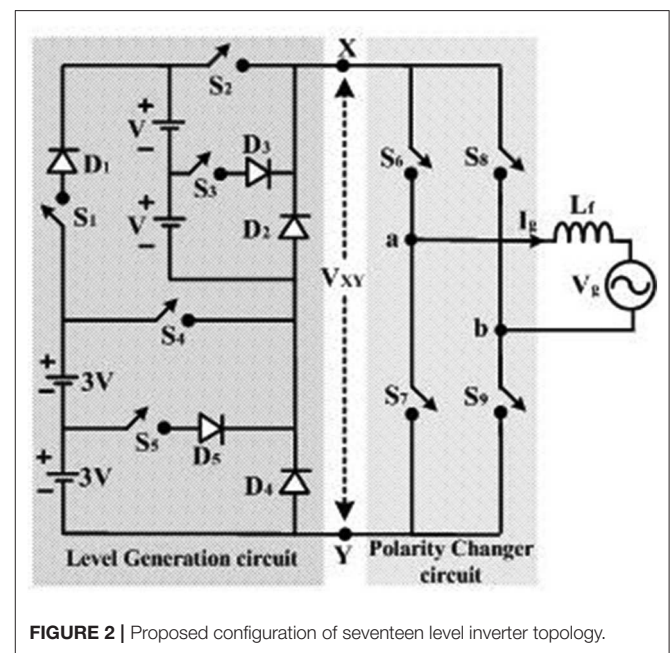 X
S2
+
V
−
D3
D1
S3
S6
S8
S1
+
V
−
D2
Lf
Ig
a
VXY
Vg
b
S4
+
− 3V
S7
S9
S5
D5
+
− 3V
D4
Y
Level Generation circuit
Polarity Changer
circuit
FIGURE 2 | Proposed configuration of seventeen level inverter topology.